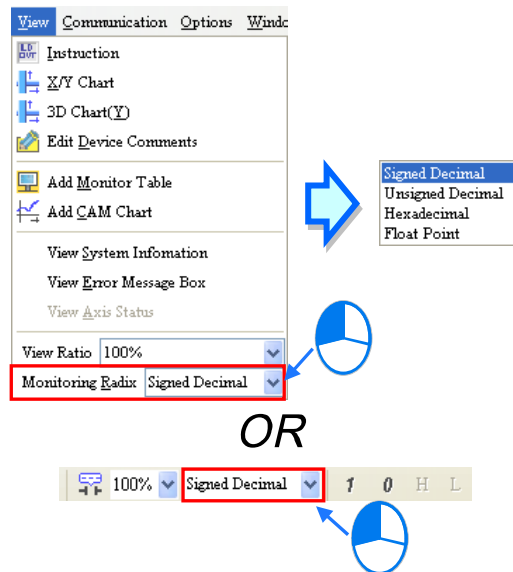 View Communication Options Windo
Instruction
X/Y Chart
3D Chart(Y)
Edit Device Comments
Add Monitor Table
Add CAM Chart
View System Infomation
View Error Message Box
View Axis Status
View Ratio 100%
Monitoring Radix Signed Decimal
Signed Decimal
Unsigned Decimal
Hexadecimal
Float Point
OR
100% Signed Decimal 1 0 H L